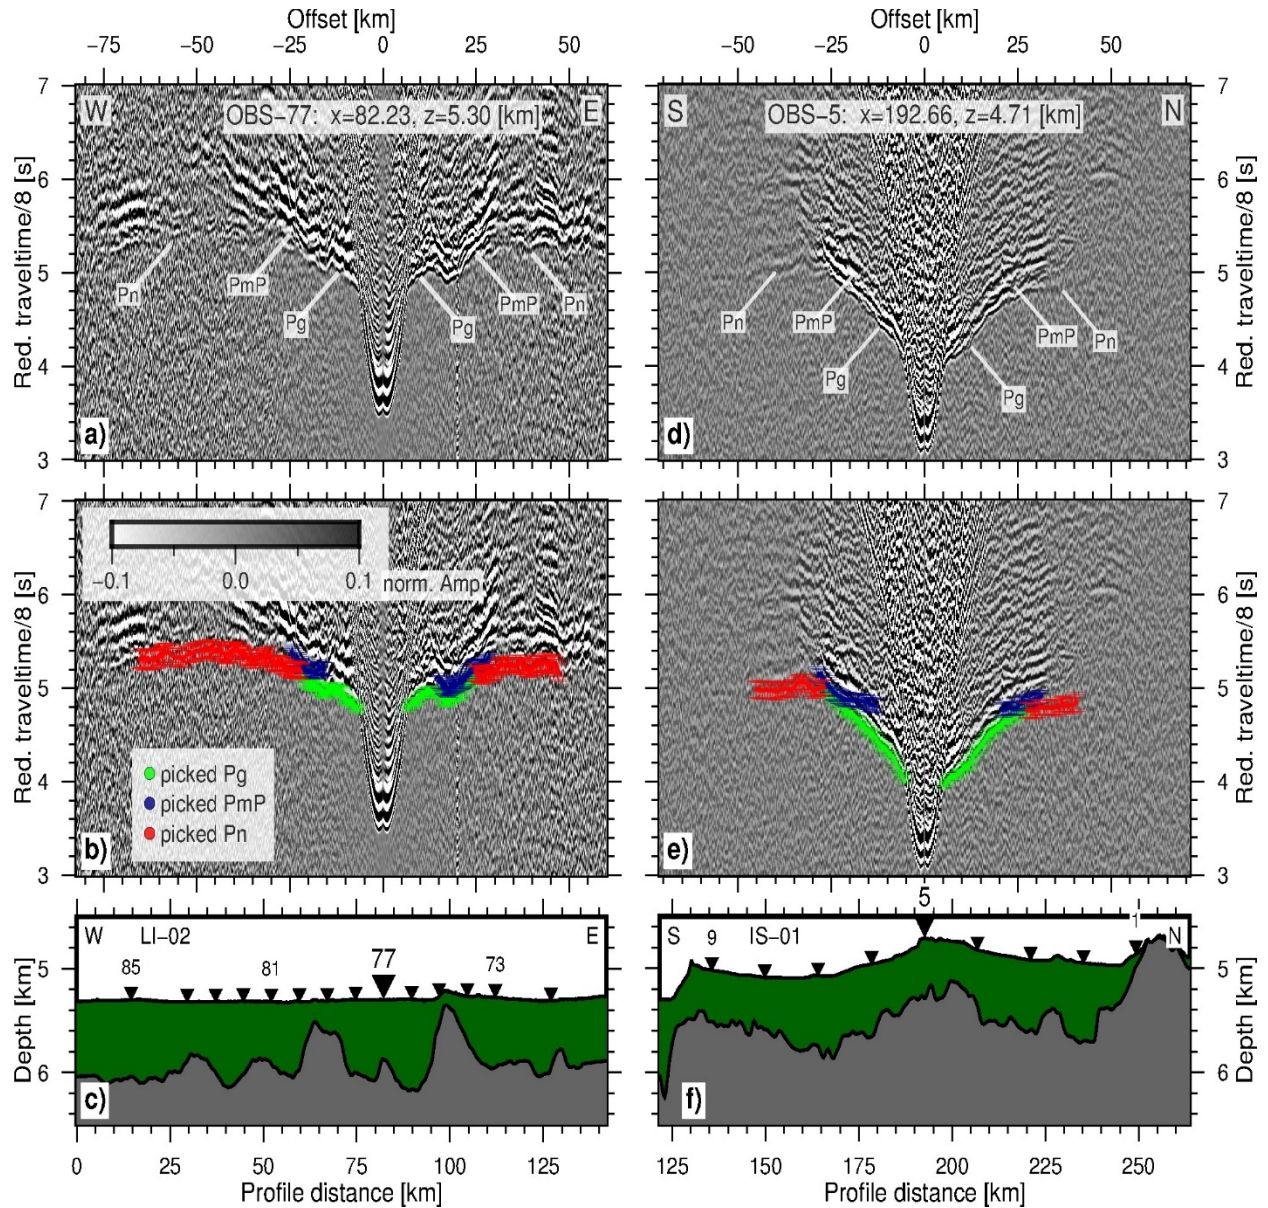 Offset [km]
−75 −50 −25 0 25 50
Offset [km]
−50 −25 0 25 50
Red. traveltime/8 [s]
7
6
5
4
3
W
OBS−77: x=82.23, z=5.30 [km]
E
Pn
PmP
Pg
Pg
PmP
Pn
a)
S
OBS−5: x=192.66, z=4.71 [km]
N
Pn
PmP
Pg
Pg
PmP
Pn
d)
7
6
5
4
3
Red. traveltime/8 [s]
Red. traveltime/8 [s]
7
6
5
4
3
−0.1 0.0 0.1 norm. Amp
picked Pg
picked PmP
picked Pn
b)
e)
7
6
5
4
3
Red. traveltime/8 [s]
Depth [km]
5
6
W LI−02 E
85 81 77 73
c)
0 25 50 75 100 125
Profile distance [km]
S 9 IS−01 5 1 N
f)
5
6
Depth [km]
125 150 175 200 225 250
Profile distance [km]